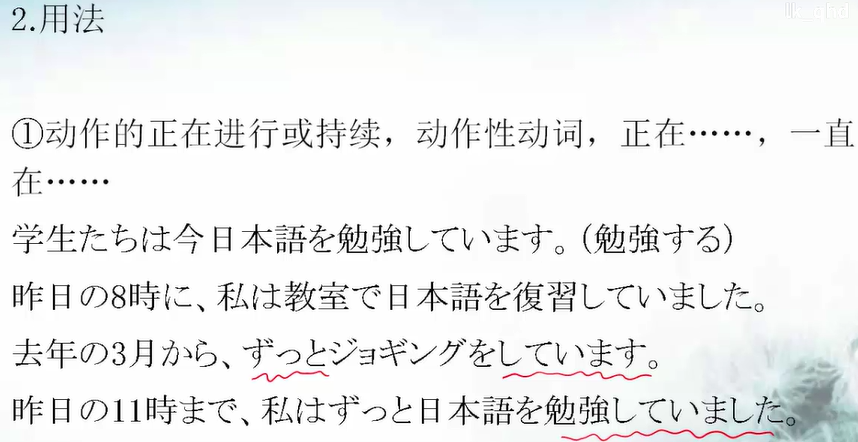 2.用法
①动作的正在进行或持续，动作性动词，正在……，一直
在……
学生たちは今日本語を勉強しています。(勉強する)
昨日の8時に、私は教室で日本語を復習していました。
去年の3月から、ずっとジョギングをしています。
昨日の11時まで、私はずっと日本語を勉強していました。